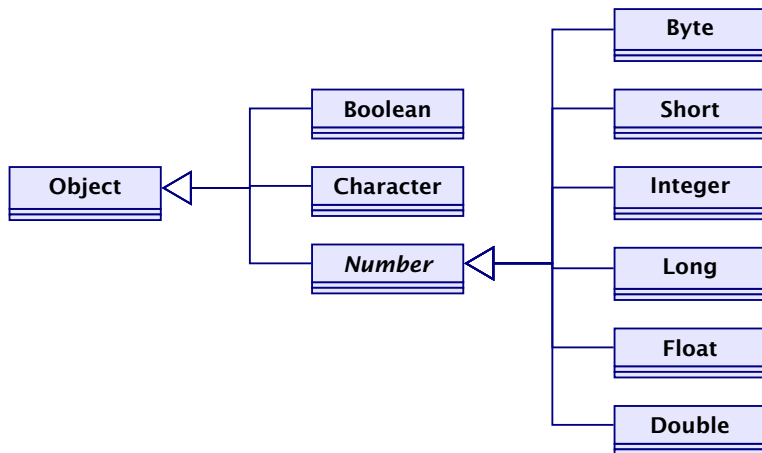 Byte
Boolean
Short
Object
Character
Integer
Number
Long
Float
Double